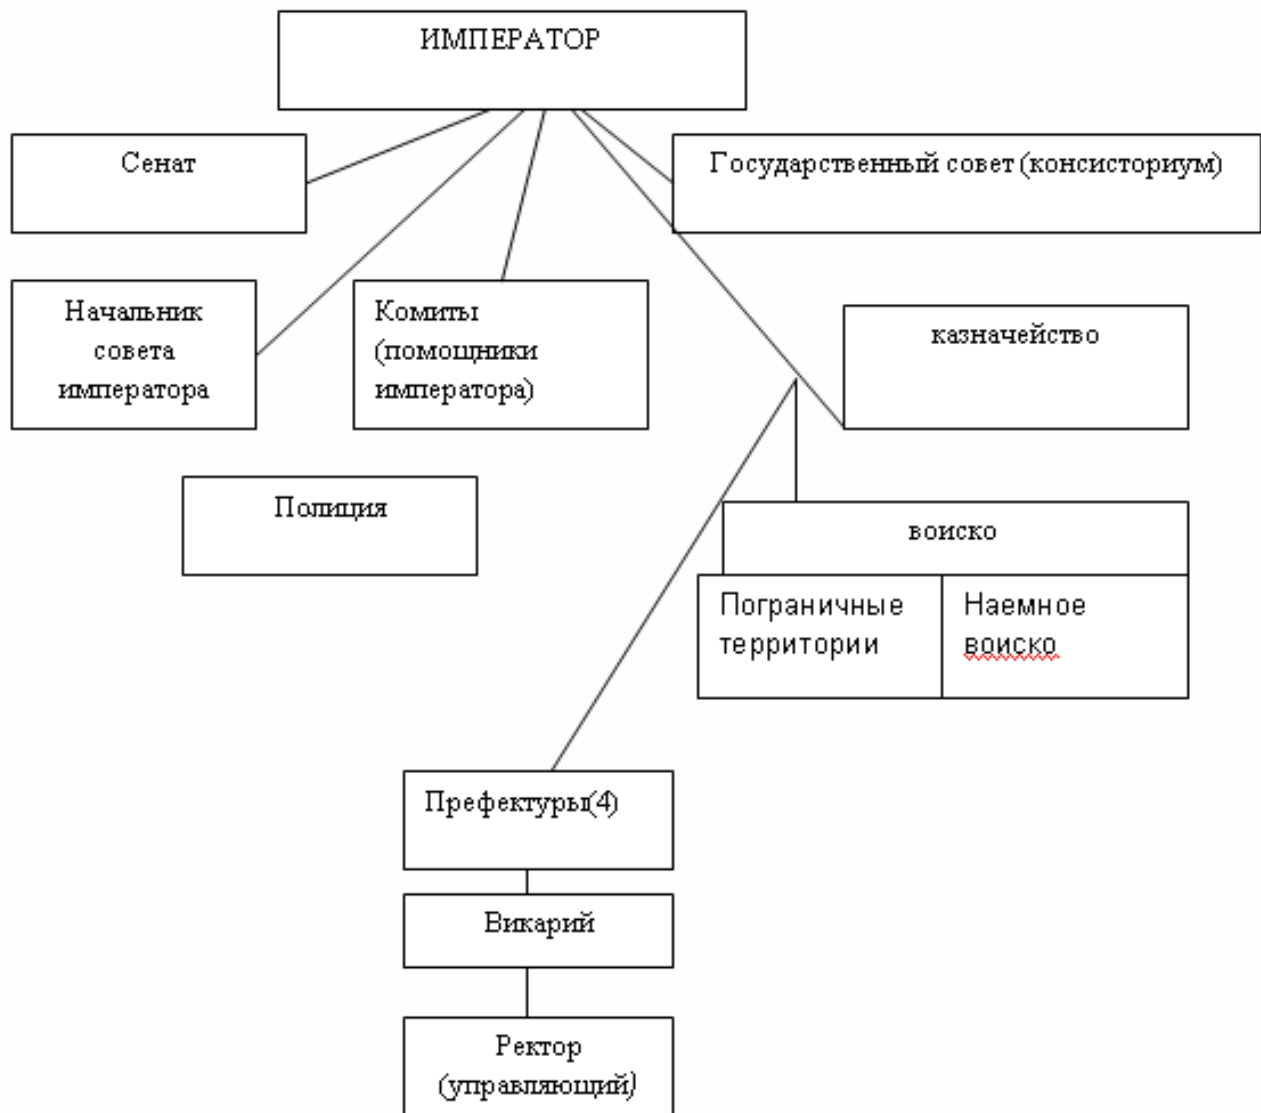 ИМПЕРАТОР
Сенат
Государственный совет (консисториум)
Начальник
совета
императора
Комиты
(помощники
императора)
казначейство
Полиция
воиско
Пограничные
территории
Наемное
воиско
Префектуры(4)
Викарий
Ректор
(управляющий)